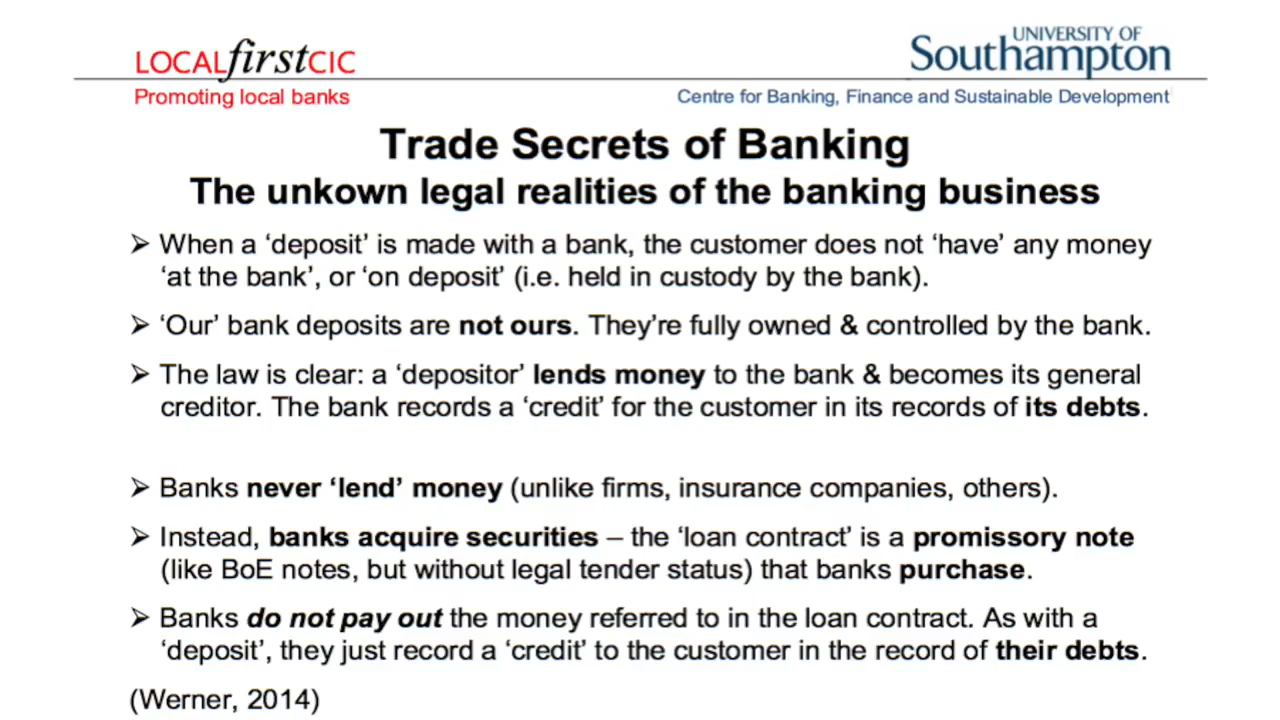 LOCALfirstCIC
Promoting local banks
UNIVERSITY OF
Southampton
Centre for Banking, Finance and Sustainable Development
Trade Secrets of Banking
The unkown legal realities of the banking business
➢ When a ‘deposit’ is made with a bank, the customer does not ‘have’ any money
‘at the bank’, or ‘on deposit’ (i.e. held in custody by the bank).
➢ ‘Our’ bank deposits are not ours. They’re fully owned & controlled by the bank.
➢ The law is clear: a ‘depositor’ lends money to the bank & becomes its general
creditor. The bank records a ‘credit’ for the customer in its records of its debts.
➢ Banks never ‘lend’ money (unlike firms, insurance companies, others).
➢ Instead, banks acquire securities – the ‘loan contract’ is a promissory note
(like BoE notes, but without legal tender status) that banks purchase.
➢ Banks do not pay out the money referred to in the loan contract. As with a
‘deposit’, they just record a ‘credit’ to the customer in the record of their debts.
(Werner, 2014)